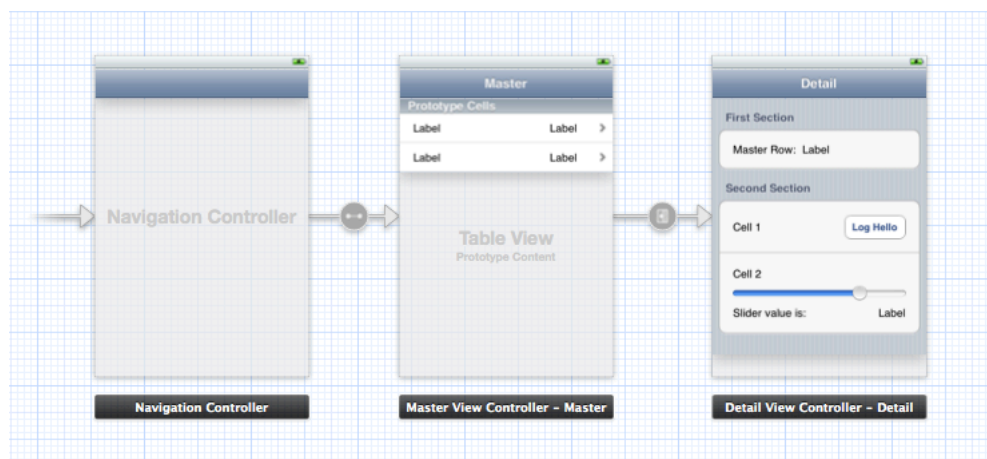 Navigation Controller
Navigation Controller
Master
Prototype Cells
Label Label
Label Label
Table View
Prototype Content
Master View Controller – Master
Detail
First Section
Master Row: Label
Second Section
Cell 1 Log Hello
Cell 2
Slider value is: Label
Detail View Controller – Detail